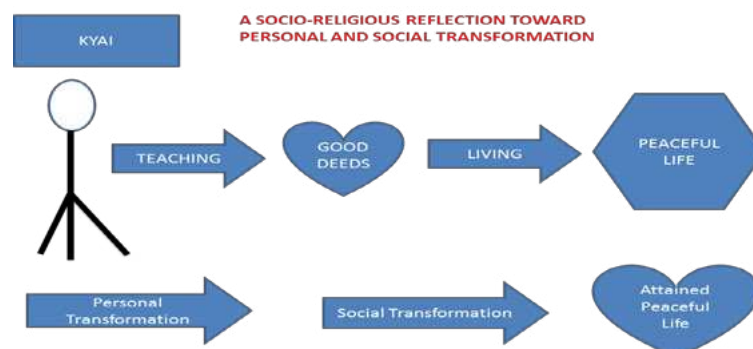 A SOCIO-RELIGIOUS REFLECTION TOWARD
PERSONAL AND SOCIAL TRANSFORMATION
KYAI
TEACHING
GOOD
DEEDS
LIVING
PEACEFUL
LIFE
Personal
Transformation
Social Transformation
Attained
Peaceful
Life